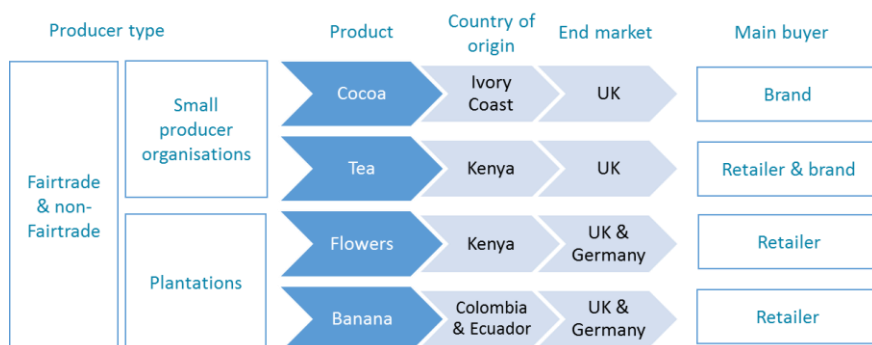 Producer type
Product
Country of
origin
End market
Main buyer
Fairtrade
& non-
Fairtrade
Small
producer
organisations
Plantations
Cocoa
Ivory
Coast
UK
Brand
Tea
Kenya
UK
Retailer & brand
Flowers
Kenya
UK &
Germany
Retailer
Banana
Colombia
& Ecuador
UK &
Germany
Retailer